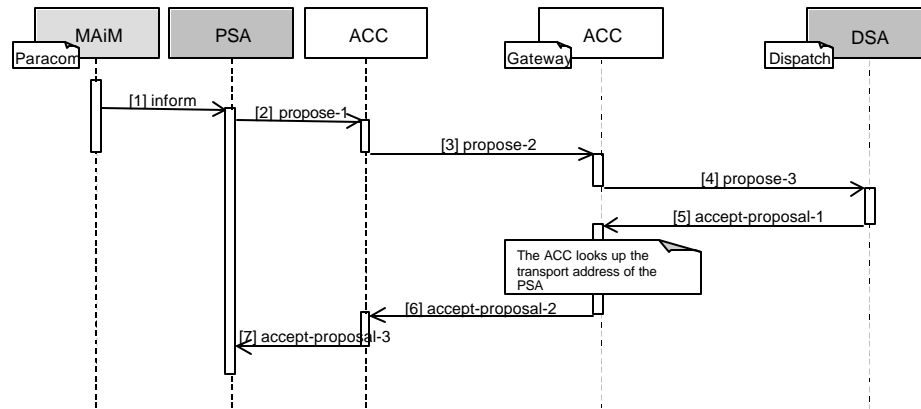 MAiM
PSA
ACC
ACC
DSA
Paracom
Gateway
Dispatch
[1] inform
[2] propose-1
[3] propose-2
[4] propose-3
[5] accept-proposal-1
The ACC looks up the
transport address of the
PSA
[6] accept-proposal-2
[7] accept-proposal-3